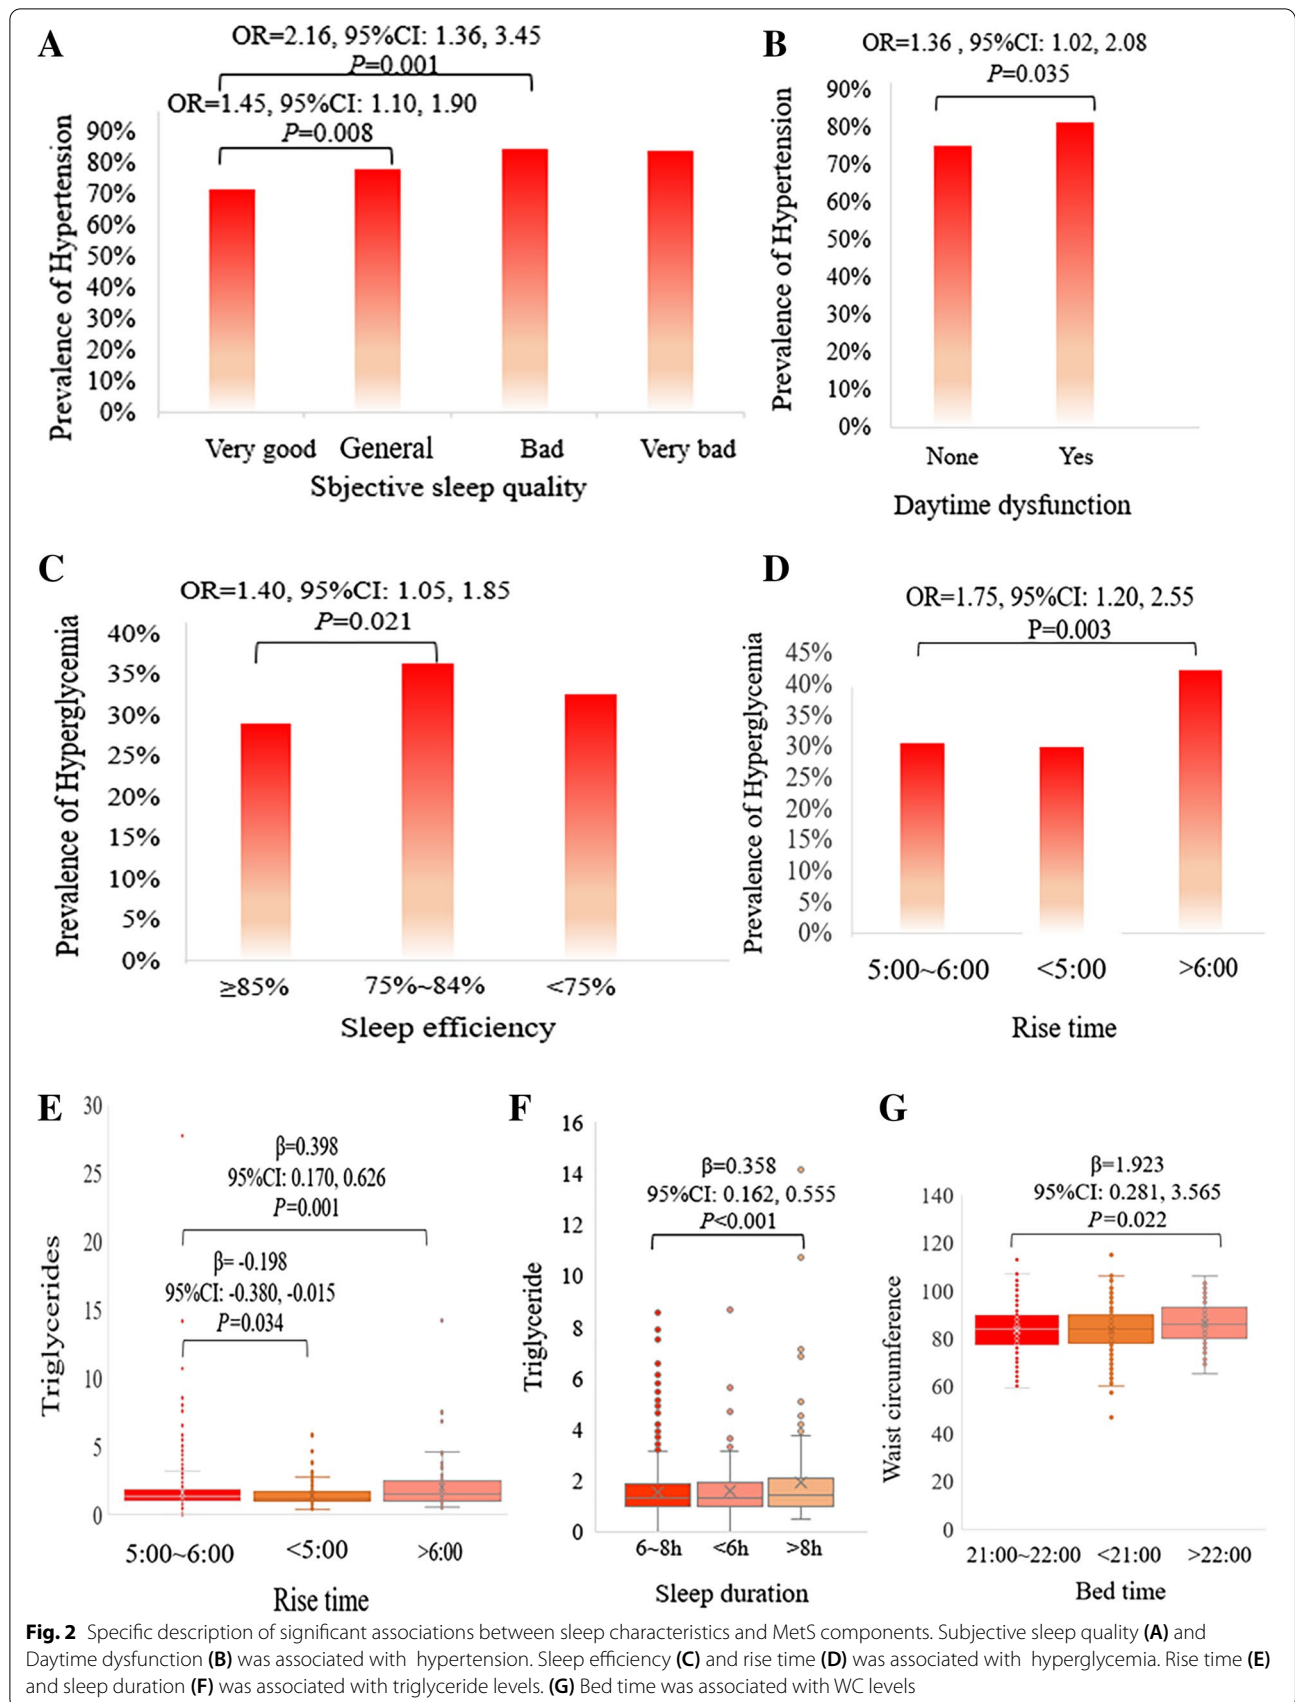 A
OR=2.16, 95%CI: 1.36, 3.45
P=0.001
OR=1.45, 95%CI: 1.10, 1.90
P=0.008
Prevalence of Hypertension
90%
80%
70%
60%
50%
40%
30%
20%
10%
0%
Very good General Bad Very bad
Sbjective sleep quality
B
OR=1.36 , 95%CI: 1.02, 2.08
P=0.035
Prevalence of Hypertension
90%
80%
70%
60%
50%
40%
30%
20%
10%
0%
None Yes
Daytime dysfunction
C
OR=1.40, 95%CI: 1.05, 1.85
P=0.021
Prevalence of Hyperglycemia
40%
35%
30%
25%
20%
15%
10%
5%
0%
≥85% 75%~84% <75%
Sleep efficiency
D
OR=1.75, 95%CI: 1.20, 2.55
P=0.003
Prevalence of Hyperglycemia
45%
40%
35%
30%
25%
20%
15%
10%
5%
0%
5:00~6:00 <5:00 >6:00
Rise time
E
β=0.398
95%CI: 0.170, 0.626
P=0.001
β= -0.198
95%CI: -0.380, -0.015
P=0.034
Triglycerides
30
25
20
15
10
5
0
5:00~6:00 <5:00 >6:00
Rise time
F
β=0.358
95%CI: 0.162, 0.555
P<0.001
Triglyceride
16
14
12
10
8
6
4
2
0
6~8h <6h >8h
Sleep duration
G
β=1.923
95%CI: 0.281, 3.565
P=0.022
Waist circumference
140
120
100
80
60
40
20
0
21:00~22:00 <21:00 >22:00
Bed time
Fig. 2 Specific description of significant associations between sleep characteristics and MetS components. Subjective sleep quality (A) and
Daytime dysfunction (B) was associated with hypertension. Sleep efficiency (C) and rise time (D) was associated with hyperglycemia. Rise time (E)
and sleep duration (F) was associated with triglyceride levels. (G) Bed time was associated with WC levels